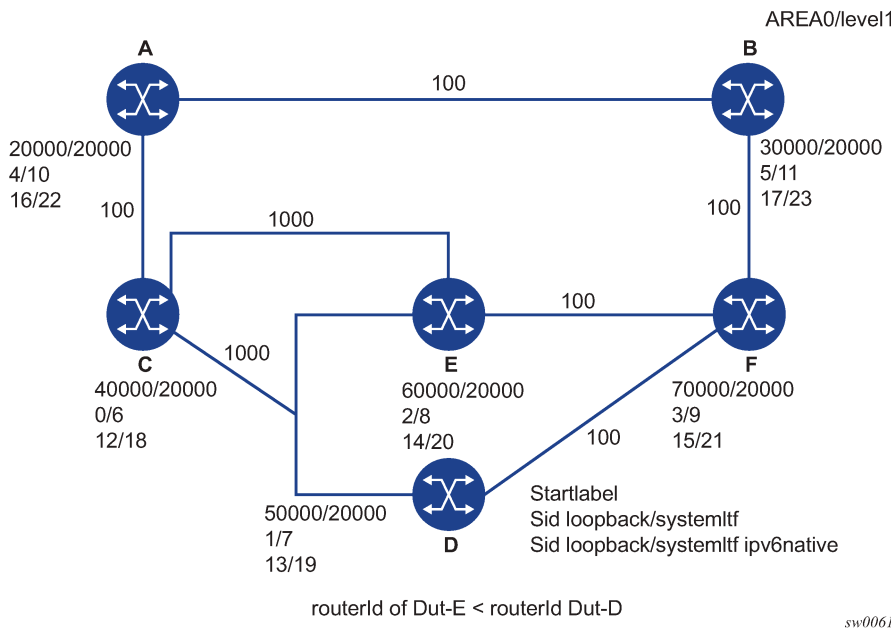 AREA0/level1
A
B
100
20000/20000
4/10
16/22
30000/20000
5/11
17/23
100
1000
100
C
1000
E
100
F
40000/20000
0/6
12/18
60000/20000
2/8
14/20
70000/20000
3/9
15/21
100
50000/20000
1/7
13/19
D
Startlabel
Sid loopback/systemItf
Sid loopback/systemItf ipv6native
routerId of Dut-E < routerId Dut-D
sw0061